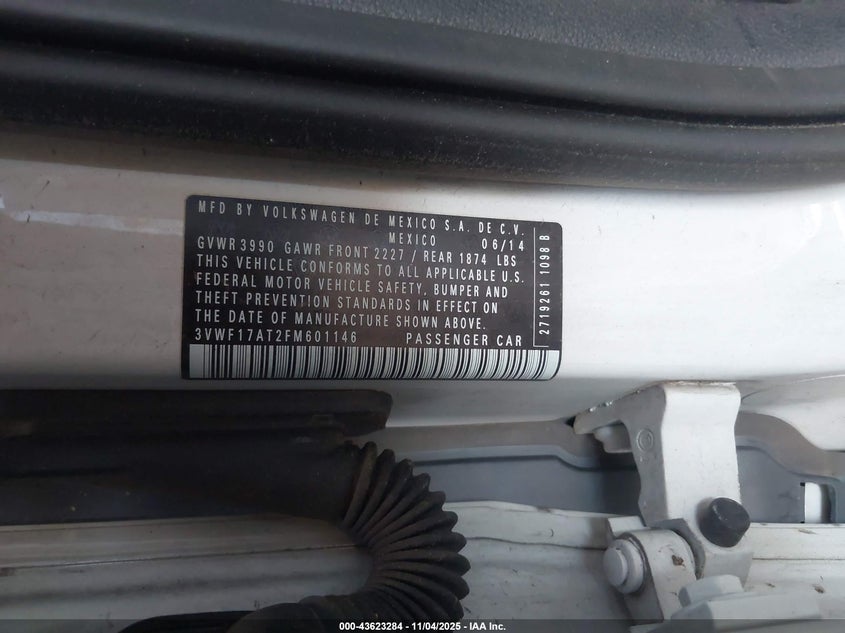 MFD BY VOLKSWAGEN DE MEXICO S.A. DE C.V.
MEXICO 06/14
GVWR 3990 GAWR FRONT 2227 / REAR 1874 LBS
THIS VEHICLE CONFORMS TO ALL APPLICABLE U.S.
FEDERAL MOTOR VEHICLE SAFETY, BUMPER AND
THEFT PREVENTION STANDARDS IN EFFECT ON
THE DATE OF MANUFACTURE SHOWN ABOVE.
3VWF17AT2FM601146 PASSENGER CAR
2719261 1098 B
000-43623284 - 11/04/2025 - IAA Inc.